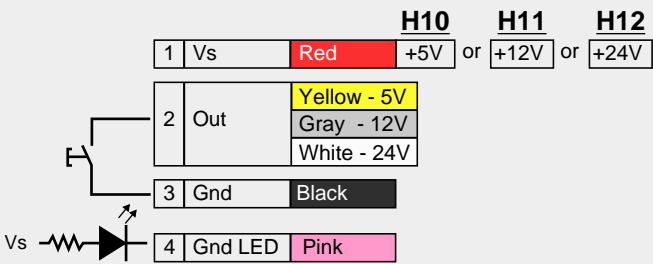 H10 H11 H12
1 Vs Red +5V or +12V or +24V
Yellow - 5V
2 Out Gray - 12V
White - 24V
3 Gnd Black
Vs 4 Gnd LED Pink